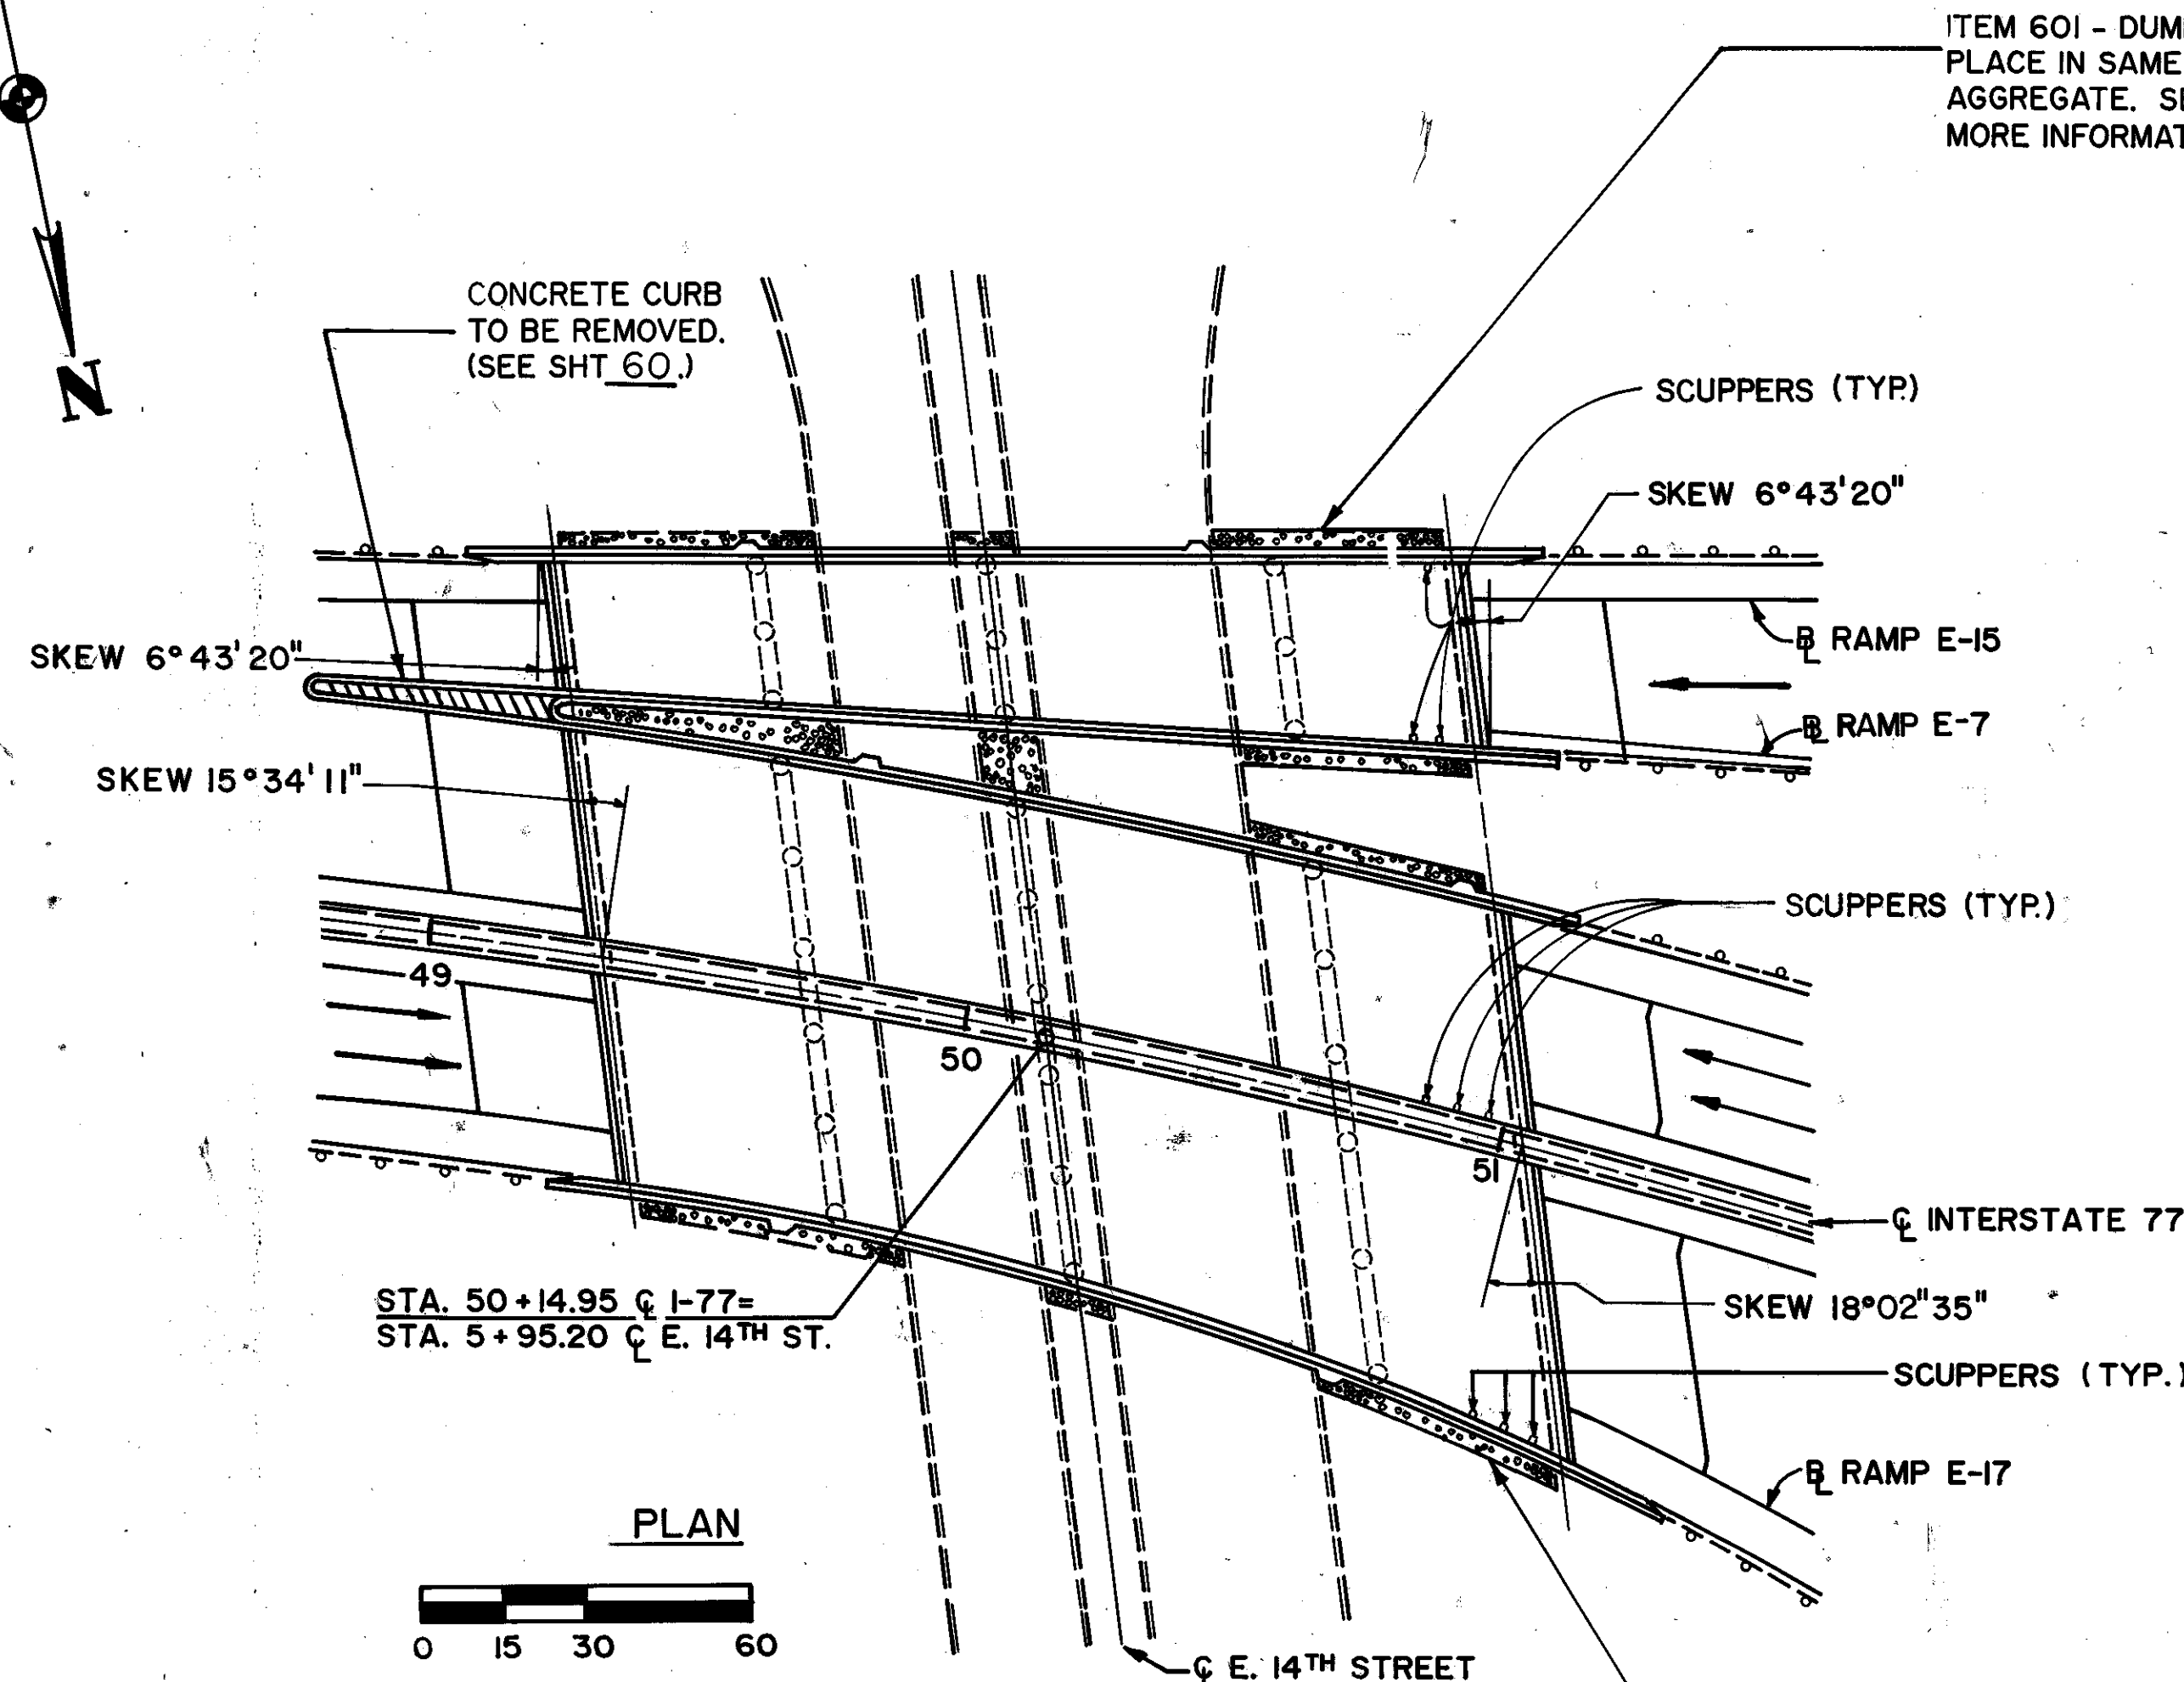 ITEM 601 - DUM
PLACE IN SAME
AGGREGATE. SE
MORE INFORMAT
N
CONCRETE CURB
TO BE REMOVED.
(SEE SHT 60.)
SCUPPERS (TYP.)
SKEW 6°43'20"
℄ RAMP E-15
SKEW 6°43'20"
℄ RAMP E-7
SKEW 15°34'11"
SCUPPERS (TYP.)
49
50
51
℄ INTERSTATE 77
STA. 50+14.95 ℄ I-77=
STA. 5+95.20 ℄ E. 14TH ST.
SKEW 18°02"35"
SCUPPERS (TYP.)
BL RAMP E-17
PLAN
0 15 30 60
℄ E. 14TH STREET